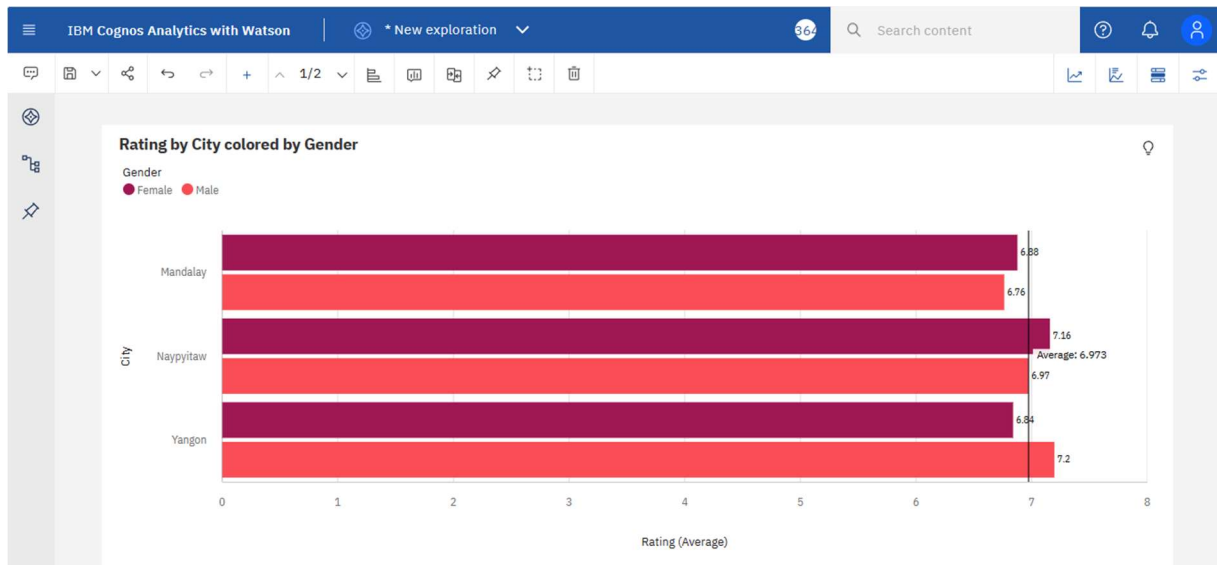 IBM Cognos Analytics with Watson
* New exploration
364
Search content
1/2
Rating by City colored by Gender
Gender
Female
Male
Mandalay
6.88
6.76
Naypyitaw
7.16
Average: 6.973
6.97
City
Yangon
6.84
7.2
0 1 2 3 4 5 6 7 8
Rating (Average)